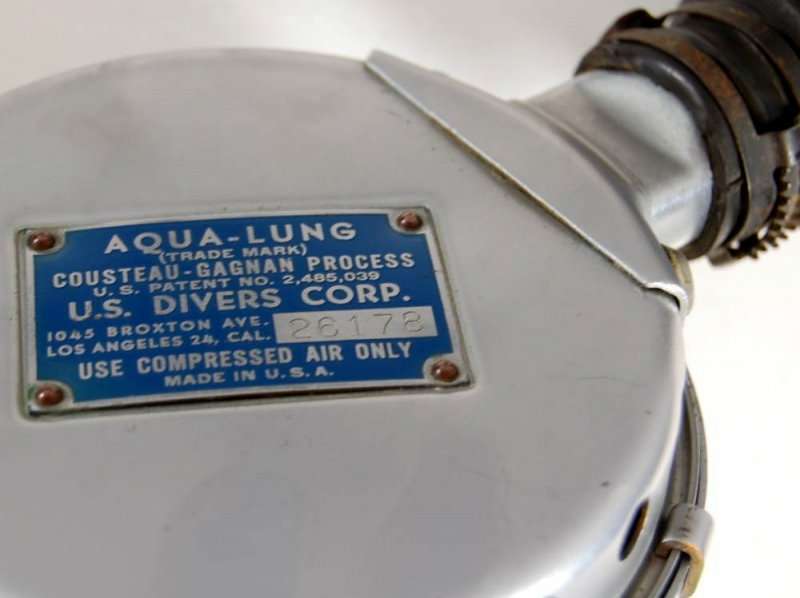 AQUA-LUNG
(TRADE MARK)
COUSTEAU-GAGNAN PROCESS
U.S. PATENT NO. 2,485,039
U.S. DIVERS CORP.
1045 BROXTON AVE.
LOS ANGELES 24, CAL. 26178
USE COMPRESSED AIR ONLY
MADE IN U.S.A.